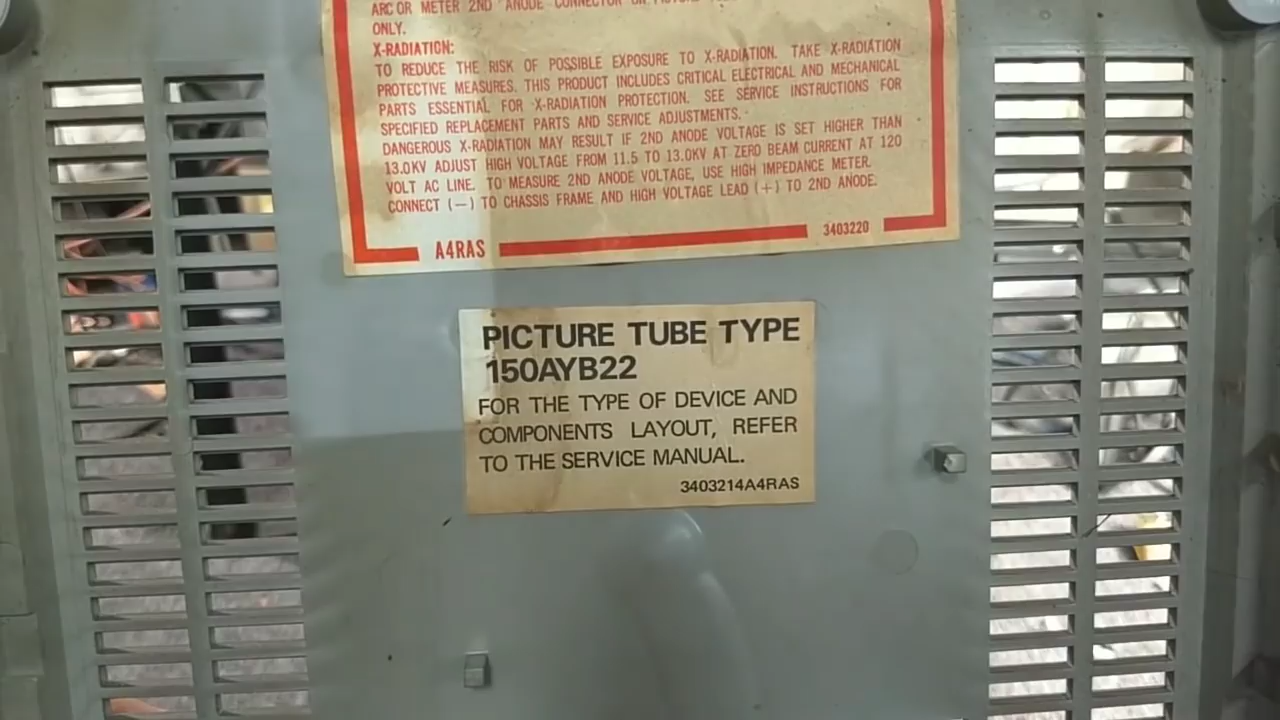 ARC OR METER 2ND ANODE CONNECTOR OR PICTURE
ONLY.
X-RADIATION:
TO REDUCE THE RISK OF POSSIBLE EXPOSURE TO X-RADIATION. TAKE X-RADIATION
PROTECTIVE MEASURES. THIS PRODUCT INCLUDES CRITICAL ELECTRICAL AND MECHANICAL
PARTS ESSENTIAL FOR X-RADIATION PROTECTION. SEE SERVICE INSTRUCTIONS FOR
SPECIFIED REPLACEMENT PARTS AND SERVICE ADJUSTMENTS.
DANGEROUS X-RADIATION MAY RESULT IF 2ND ANODE VOLTAGE IS SET HIGHER THAN
13.0KV ADJUST HIGH VOLTAGE FROM 11.5 TO 13.0KV AT ZERO BEAM CURRENT AT 120
VOLT AC LINE. TO MEASURE 2ND ANODE VOLTAGE, USE HIGH IMPEDANCE METER.
CONNECT (—) TO CHASSIS FRAME AND HIGH VOLTAGE LEAD (+) TO 2ND ANODE.
A4RAS 3403220
PICTURE TUBE TYPE
150AYB22
FOR THE TYPE OF DEVICE AND
COMPONENTS LAYOUT, REFER
TO THE SERVICE MANUAL.
3403214A4RAS